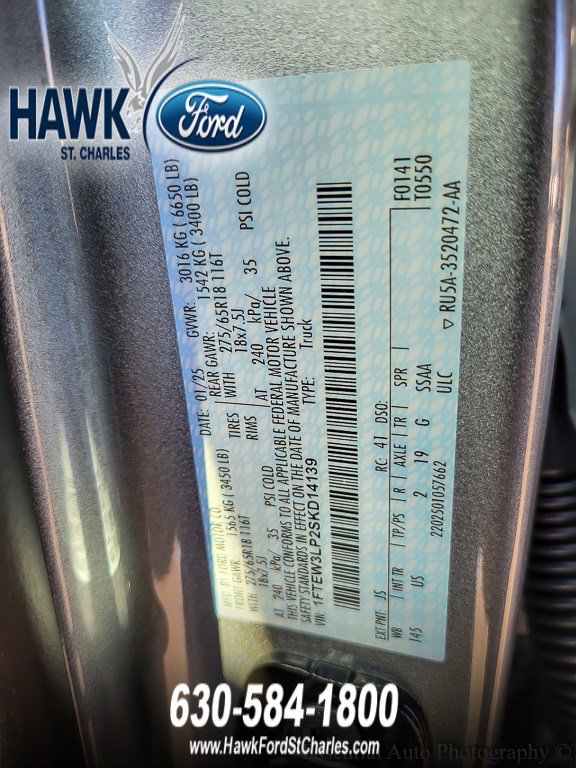 HAWK
ST. CHARLES
Ford
MFD. BY FORD MOTOR CO.
DATE: 01/25 GVWR: 3016 KG ( 6650 LB)
FRONT GAWR: 1565 KG ( 3450 LB) REAR GAWR: 1542 KG ( 3400 LB)
WITH 275/65R18 116T TIRES WITH 275/65R18 116T
18x7.5J RIMS 18x7.5J
AT 240 kPa/ 35 PSI COLD AT 240 kPa/ 35 PSI COLD
THIS VEHICLE CONFORMS TO ALL APPLICABLE FEDERAL MOTOR VEHICLE
SAFETY STANDARDS IN EFFECT ON THE DATE OF MANUFACTURE SHOWN ABOVE.
VIN: 1FTEW3LP2SKD14139 TYPE: Truck
F0141
T0550
EXT PNT: JS RC: 41 DSO:
WB INT TR TP/PS R AXLE TR SPR
145 US 2 19 G SSAA
2202501057662 ULC
▽ RU5A-3520472-AA
630-584-1800
www.HawkFordStCharles.com
Auto Photography ©